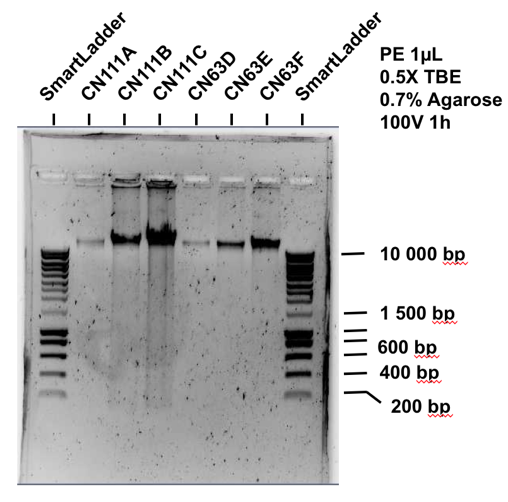 SmartLadder
CN111A
CN111B
CN111C
CN63D
CN63E
CN63F
SmartLadder
PE 1µL
0.5X TBE
0.7% Agarose
100V 1h
10 000 bp
1 500 bp
600 bp
400 bp
200 bp